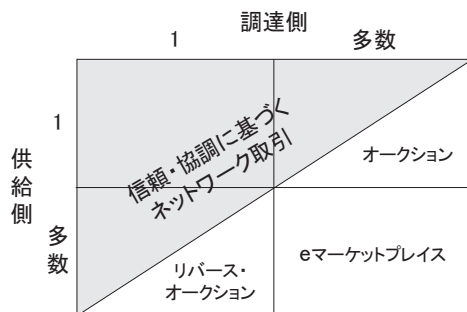 調達側
1
多数
1
供給側
多数
信頼・協調に基づく
ネットワーク取引
オークション
リバース・
オークション
eマーケットプレイス